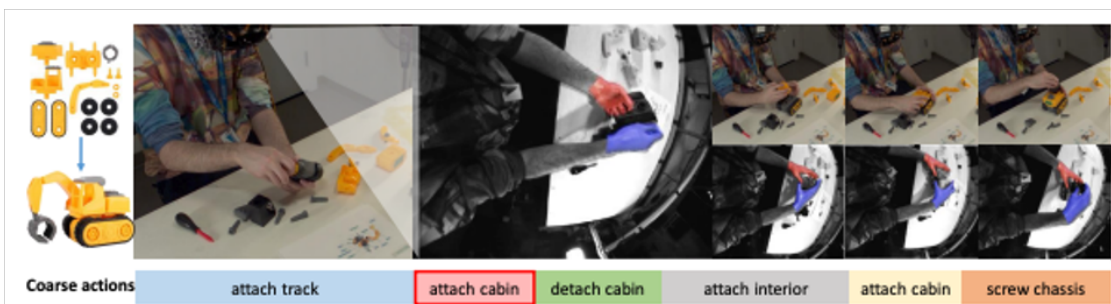 Coarse actions
attach track
attach cabin
detach cabin
attach interior
attach cabin
screw chassis